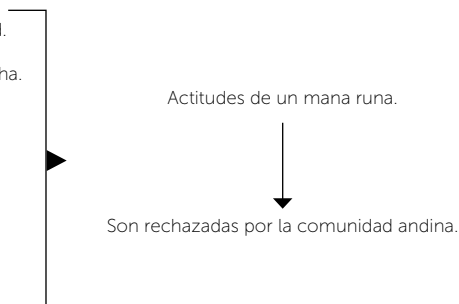 Actitudes de un mana runa.
Son rechazadas por la comunidad andina.